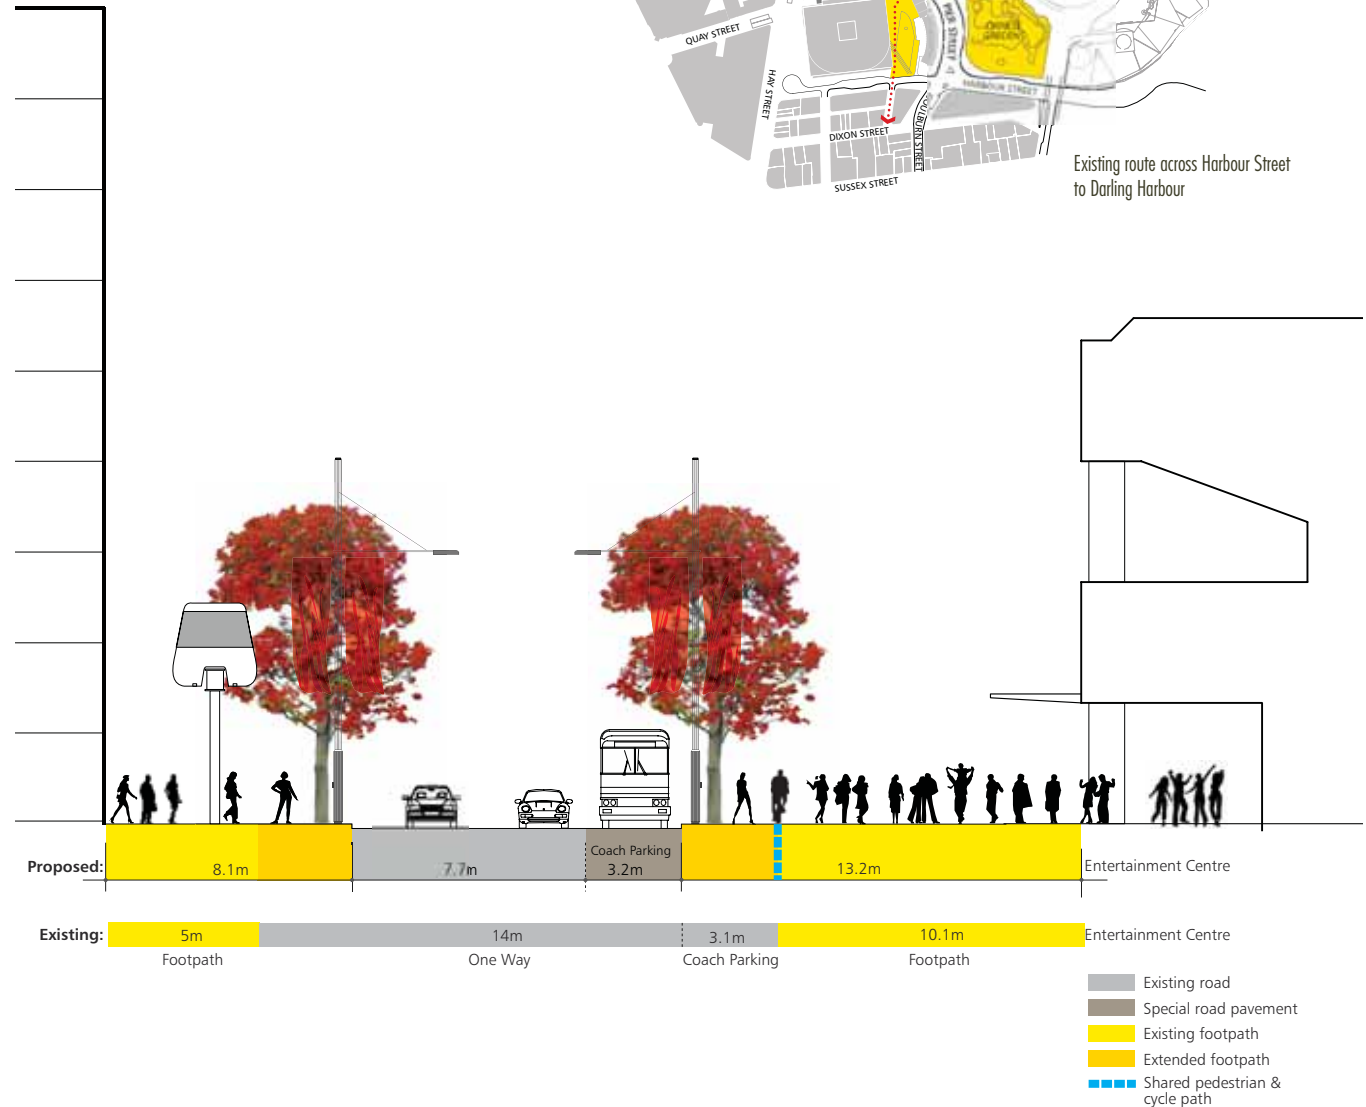 QUAY STREET
HAY STREET
PIER STREET
HARBOUR STREET
DIXON STREET
GOULBURN STREET
SUSSEX STREET
Existing route across Harbour Street
to Darling Harbour
Proposed:
8.1m
7.7m
Coach Parking
3.2m
13.2m
Entertainment Centre
Existing:
5m
14m
3.1m
10.1m
Entertainment Centre
Footpath
One Way
Coach Parking
Footpath
Existing road
Special road pavement
Existing footpath
Extended footpath
Shared pedestrian &
cycle path